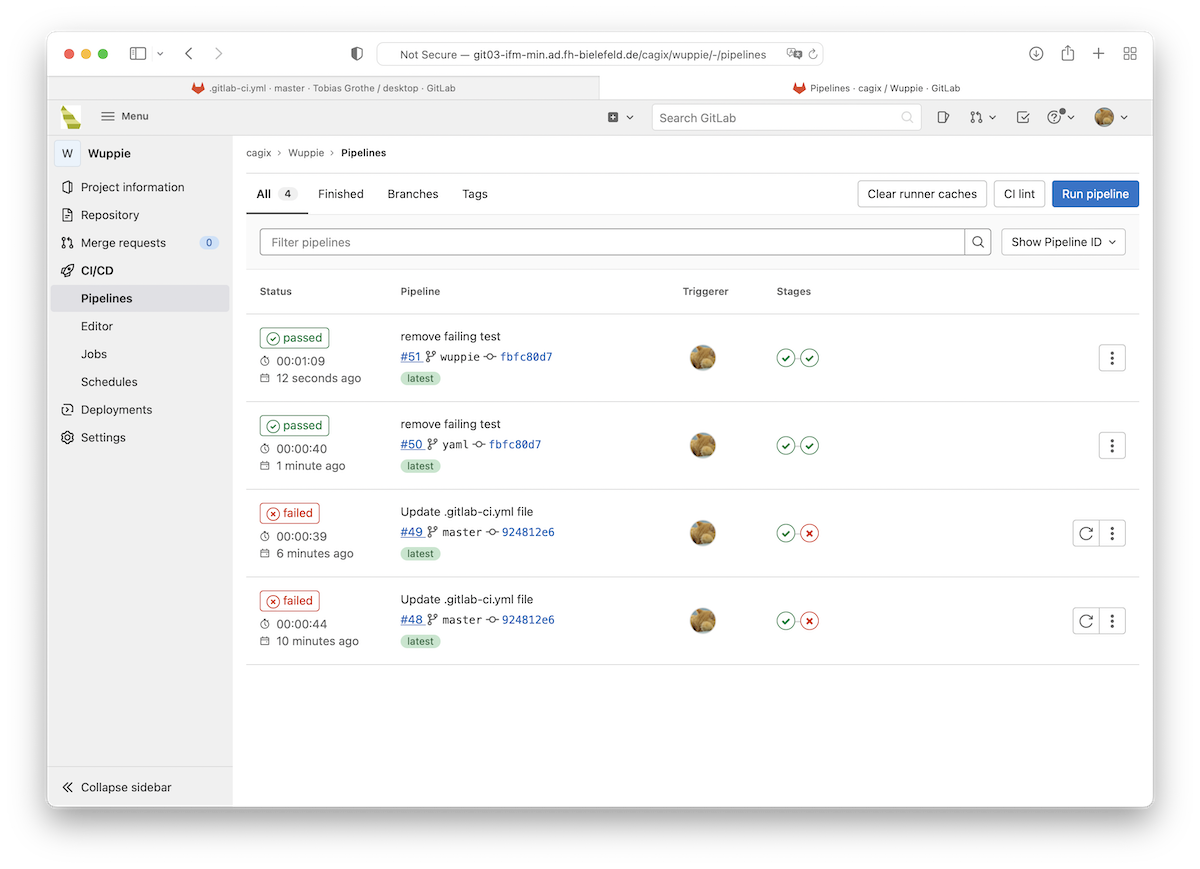 Not Secure — git03-ifm-min.ad.fh-bielefeld.de/cagix/wuppie/-/pipelines
.gitlab-ci.yml · master · Tobias Grothe / desktop · GitLab
Pipelines · cagix / Wuppie · GitLab
Menu
Search GitLab
W Wuppie
Project information
Repository
Merge requests 0
CI/CD
Pipelines
Editor
Jobs
Schedules
Deployments
Settings
Collapse sidebar
cagix › Wuppie › Pipelines
All 4 Finished Branches Tags
Clear runner caches CI lint Run pipeline
Filter pipelines Show Pipeline ID
Status Pipeline Triggerer Stages
passed remove failing test
00:01:09 #51 wuppie fbfc80d7
12 seconds ago latest
passed remove failing test
00:00:40 #50 yaml fbfc80d7
1 minute ago latest
failed Update .gitlab-ci.yml file
00:00:39 #49 master 924812e6
6 minutes ago latest
failed Update .gitlab-ci.yml file
00:00:44 #48 master 924812e6
10 minutes ago latest